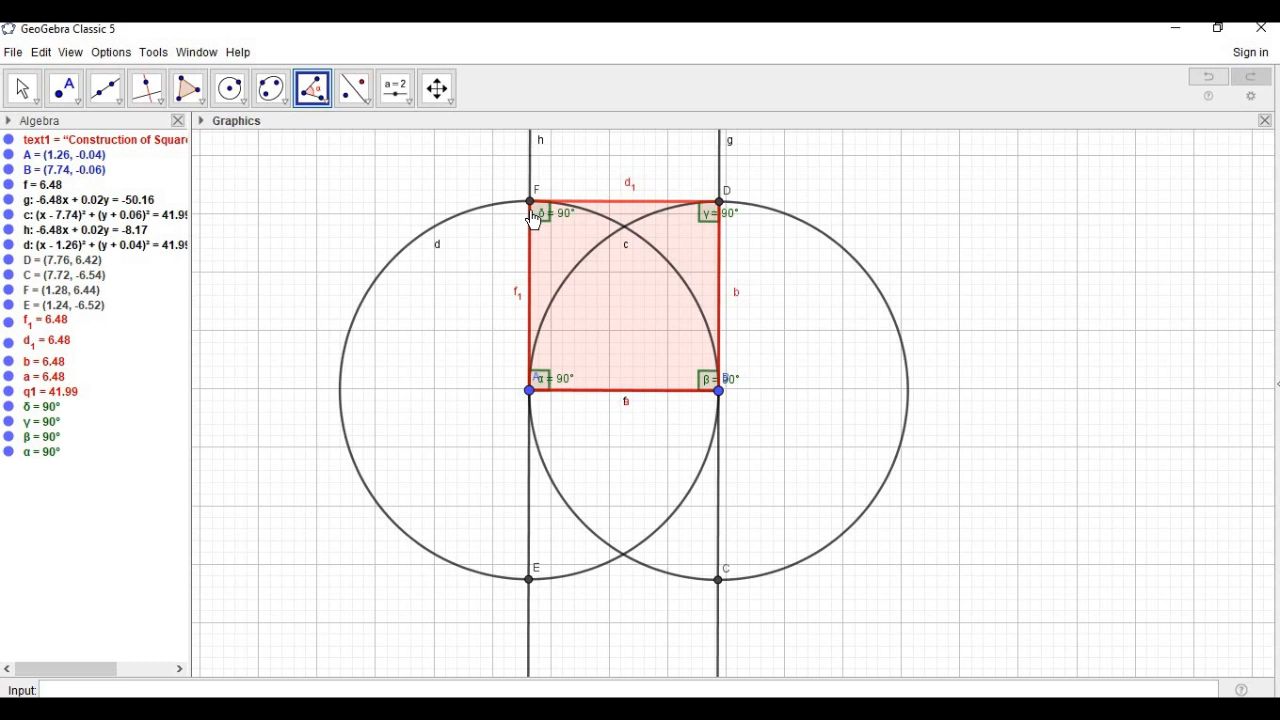 GeoGebra Classic 5
File Edit View Options Tools Window Help
Sign in
A
α
a=2
Algebra
Graphics
text1 = “Construction of Squar
A = (1.26, -0.04)
B = (7.74, -0.06)
f = 6.48
g: -6.48x + 0.02y = -50.16
c: (x - 7.74)² + (y + 0.06)² = 41.99
h: -6.48x + 0.02y = -8.17
d: (x - 1.26)² + (y + 0.04)² = 41.99
D = (7.76, 6.42)
C = (7.72, -6.54)
F = (1.28, 6.44)
E = (1.24, -6.52)
f₁ = 6.48
d₁ = 6.48
b = 6.48
a = 6.48
q1 = 41.99
δ = 90°
γ = 90°
β = 90°
α = 90°
h
g
F
d₁
D
δ = 90°
γ = 90°
d
c
f₁
b
A
α = 90°
β = 90°
B
f
a
E
C
Input: